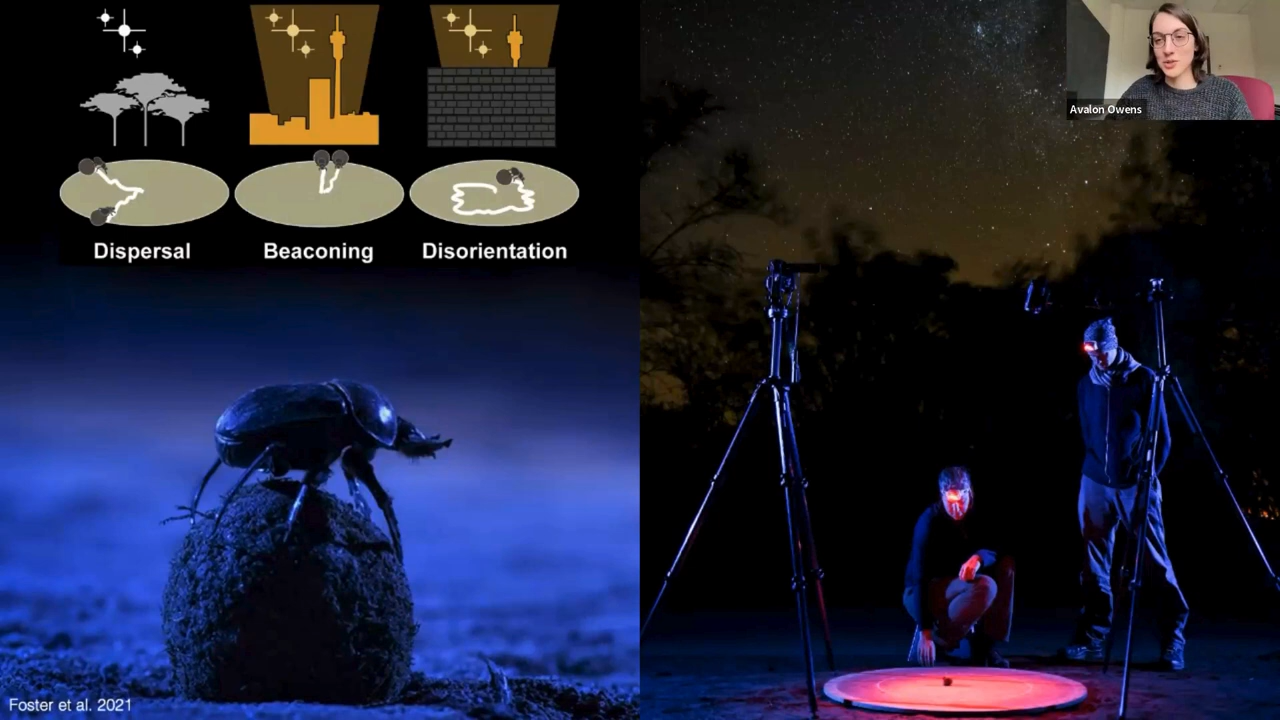 Avalon Owens
Dispersal
Beaconing
Disorientation
Foster et al. 2021